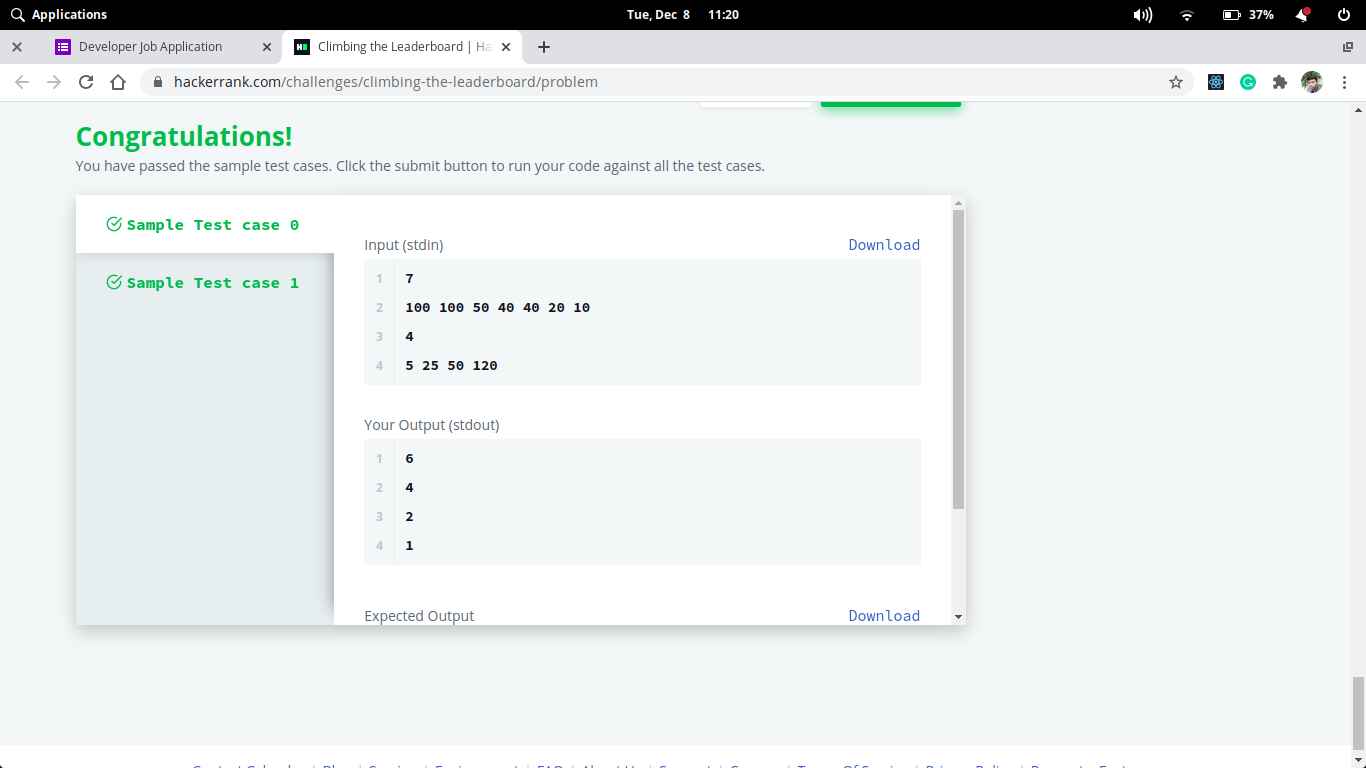 Applications
Tue, Dec 8 11:20
37%
Developer Job Application
Climbing the Leaderboard | Ha
hackerrank.com/challenges/climbing-the-leaderboard/problem
Congratulations!
You have passed the sample test cases. Click the submit button to run your code against all the test cases.
Sample Test case 0
Sample Test case 1
Input (stdin)
Download
1 7
2 100 100 50 40 40 20 10
3 4
4 5 25 50 120
Your Output (stdout)
1 6
2 4
3 2
4 1
Expected Output
Download